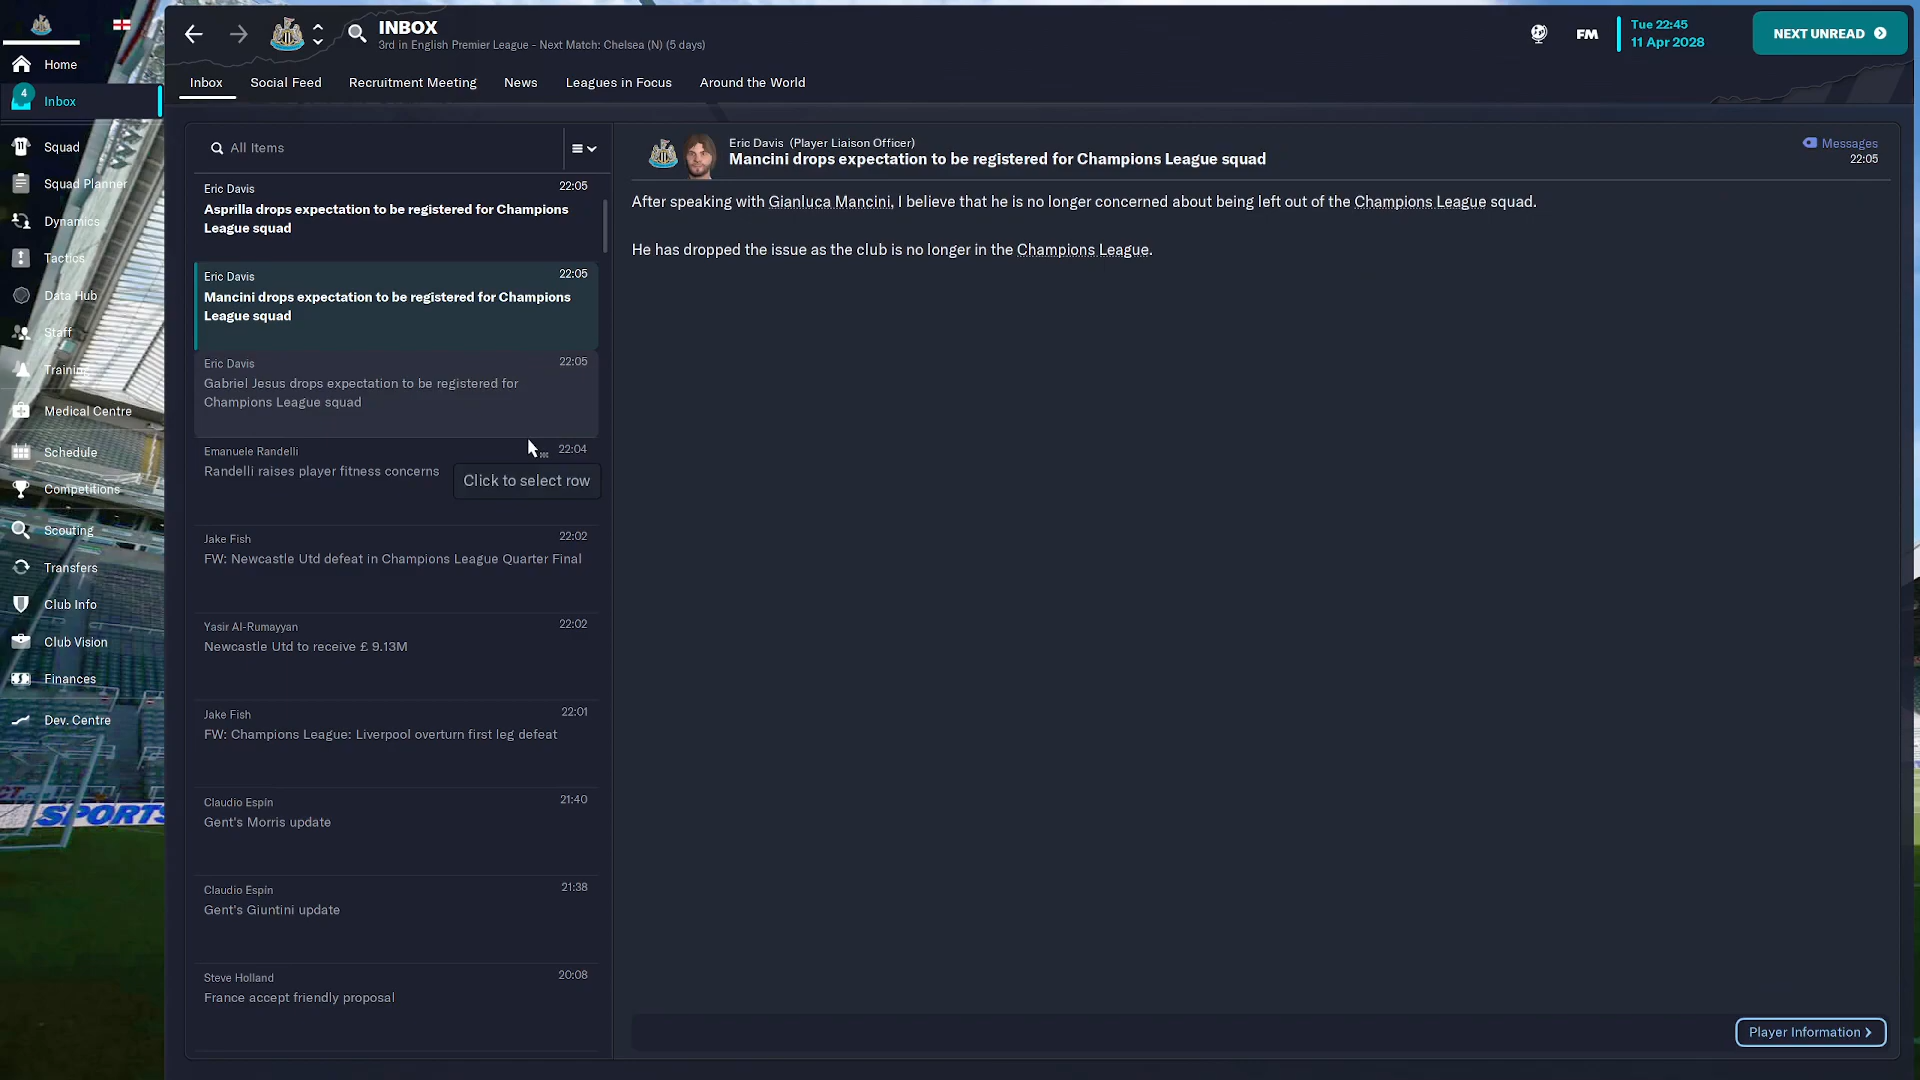 INBOX
3rd in English Premier League - Next Match: Chelsea (N) (5 days)
FM
Tue 22:45
11 Apr 2028
NEXT UNREAD
Home
4
Inbox
Squad
Squad Planner
Dynamics
Tactics
Data Hub
Staff
Training
Medical Centre
Schedule
Competitions
Scouting
Transfers
Club Info
Club Vision
Finances
Dev. Centre
SPORTS
Inbox
Social Feed
Recruitment Meeting
News
Leagues in Focus
Around the World
All Items
Eric Davis
22:05
Asprilla drops expectation to be registered for Champions
League squad
Eric Davis
22:05
Mancini drops expectation to be registered for Champions
League squad
Eric Davis
22:05
Gabriel Jesus drops expectation to be registered for
Champions League squad
Emanuele Randelli
22:04
Randelli raises player fitness concerns
Click to select row
Jake Fish
22:02
FW: Newcastle Utd defeat in Champions League Quarter Final
Yasir Al-Rumayyan
22:02
Newcastle Utd to receive £ 9.13M
Jake Fish
22:01
FW: Champions League: Liverpool overturn first leg defeat
Claudio Espín
21:40
Gent's Morris update
Claudio Espín
21:38
Gent's Giuntini update
Steve Holland
20:08
France accept friendly proposal
Eric Davis (Player Liaison Officer)
Mancini drops expectation to be registered for Champions League squad
Messages
22:05
After speaking with Gianluca Mancini, I believe that he is no longer concerned about being left out of the Champions League squad.
He has dropped the issue as the club is no longer in the Champions League.
Player Information